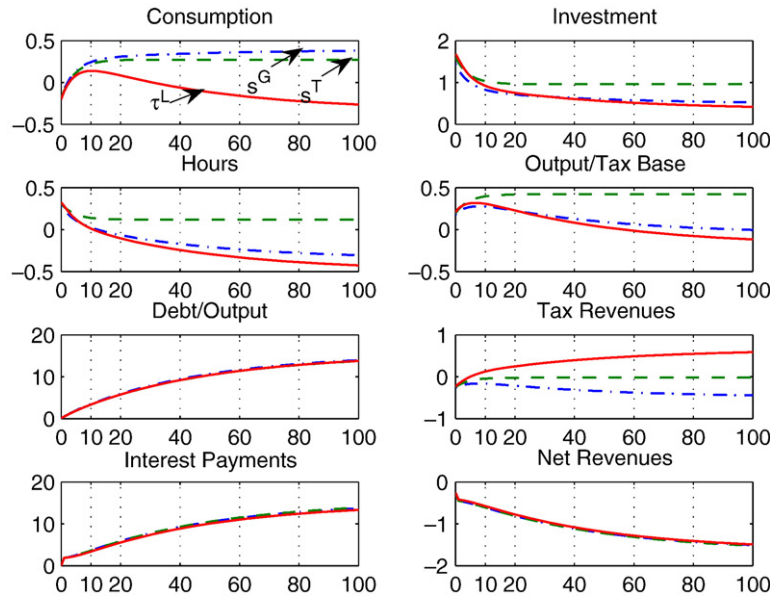 Consumption
0.5
0
−0.5
τL
sG
sT
0 10 20 40 60 80 100
Investment
2
1
0
0 10 20 40 60 80 100
Hours
0.5
0
−0.5
0 10 20 40 60 80 100
Output/Tax Base
0.5
0
−0.5
0 10 20 40 60 80 100
Debt/Output
20
10
0
0 10 20 40 60 80 100
Tax Revenues
1
0
−1
0 10 20 40 60 80 100
Interest Payments
20
10
0
0 10 20 40 60 80 100
Net Revenues
0
−1
−2
0 10 20 40 60 80 100